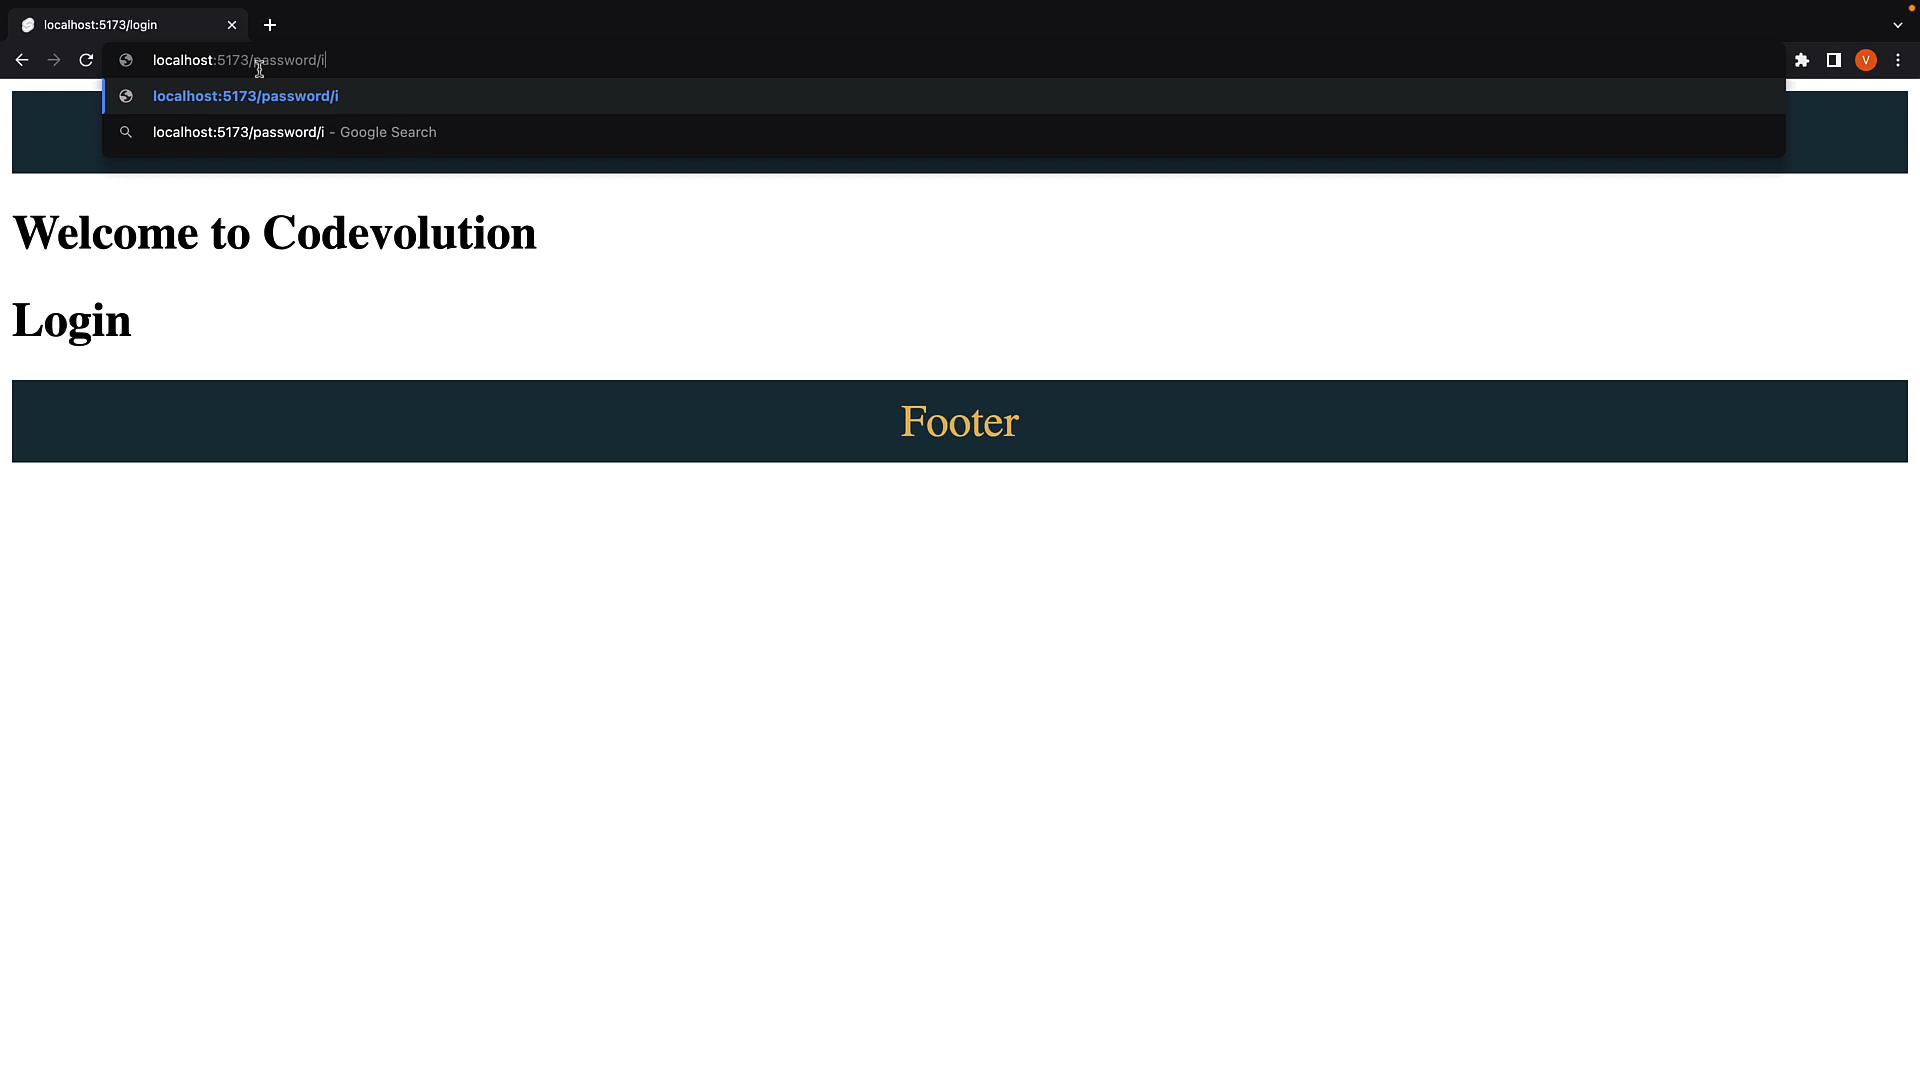 localhost:5173/login
localhost:5173/password/i
V
localhost:5173/password/i
localhost:5173/password/i - Google Search
Welcome to Codevolution
Login
Footer